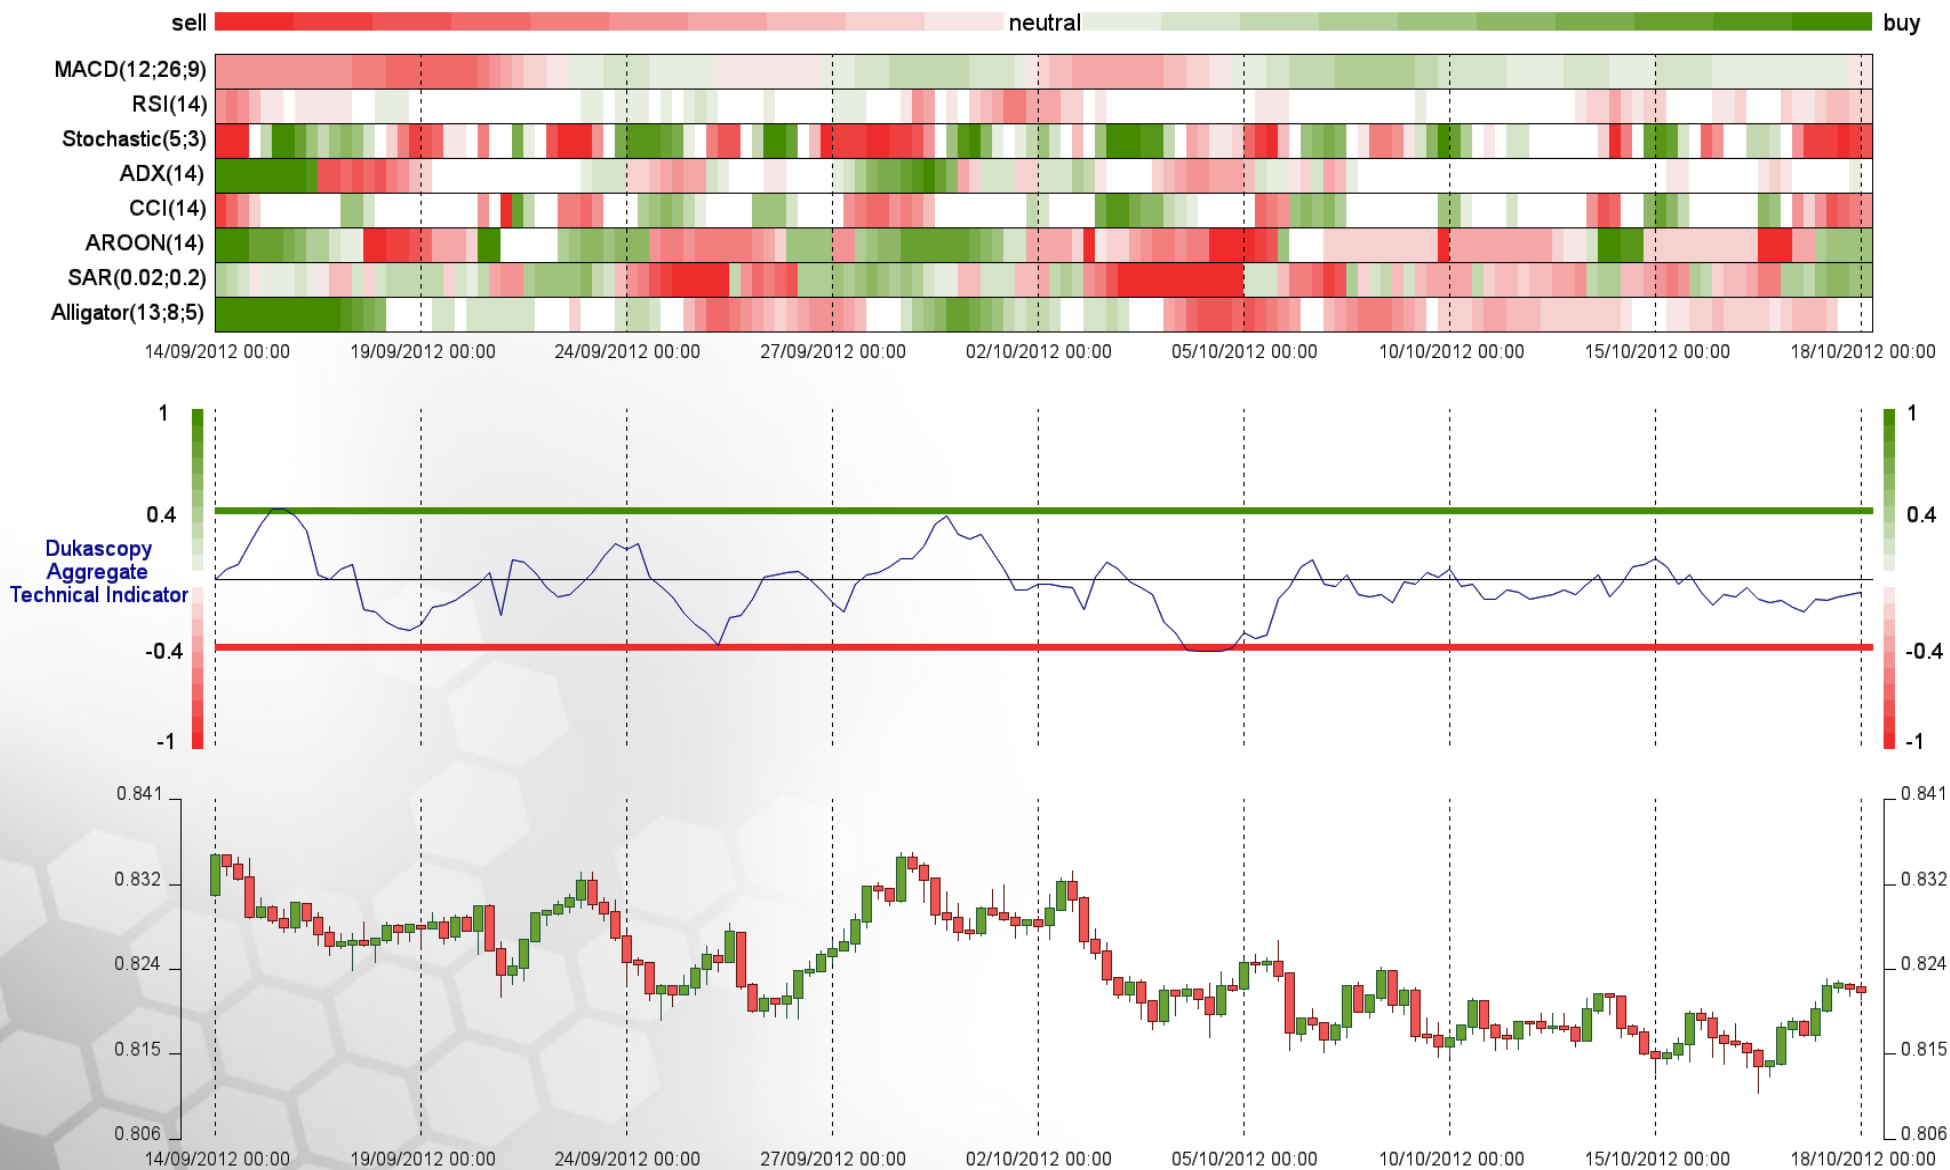 sell neutral buy
MACD(12;26;9)
RSI(14)
Stochastic(5;3)
ADX(14)
CCI(14)
AROON(14)
SAR(0.02;0.2)
Alligator(13;8;5)
14/09/2012 00:00 19/09/2012 00:00 24/09/2012 00:00 27/09/2012 00:00 02/10/2012 00:00 05/10/2012 00:00 10/10/2012 00:00 15/10/2012 00:00 18/10/2012 00:00
1 1
0.4 0.4
Dukascopy
Aggregate
Technical Indicator
-0.4 -0.4
-1 -1
0.841 0.841
0.832 0.832
0.824 0.824
0.815 0.815
0.806 0.806
14/09/2012 00:00 19/09/2012 00:00 24/09/2012 00:00 27/09/2012 00:00 02/10/2012 00:00 05/10/2012 00:00 10/10/2012 00:00 15/10/2012 00:00 18/10/2012 00:00